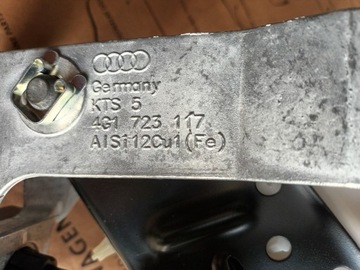 Germany
KTS 5
4G1 723 117
AlSi12Cu1(Fe)